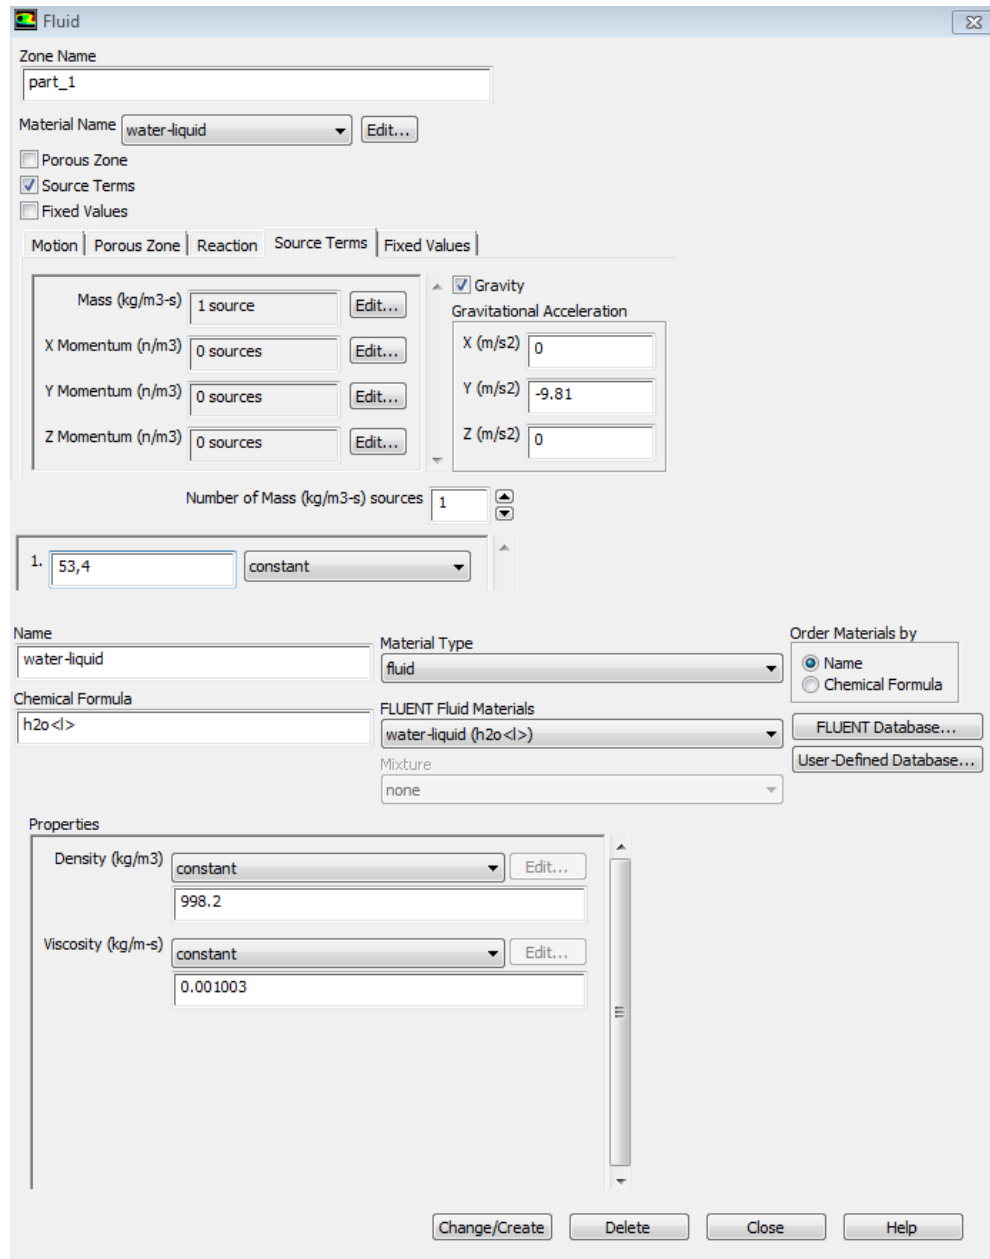 Fluid
Zone Name
part_1
Material Name water-liquid Edit...
Porous Zone
Source Terms
Fixed Values
Motion Porous Zone Reaction Source Terms Fixed Values
Mass (kg/m3-s) 1 source Edit...
X Momentum (n/m3) 0 sources Edit...
Y Momentum (n/m3) 0 sources Edit...
Z Momentum (n/m3) 0 sources Edit...
Gravity
Gravitational Acceleration
X (m/s2) 0
Y (m/s2) -9.81
Z (m/s2) 0
Number of Mass (kg/m3-s) sources 1
1. 53,4 constant
Name
water-liquid
Chemical Formula
h2o<l>
Material Type
fluid
FLUENT Fluid Materials
water-liquid (h2o<l>)
Mixture
none
Order Materials by
Name
Chemical Formula
FLUENT Database...
User-Defined Database...
Properties
Density (kg/m3) constant Edit...
998.2
Viscosity (kg/m-s) constant Edit...
0.001003
Change/Create Delete Close Help